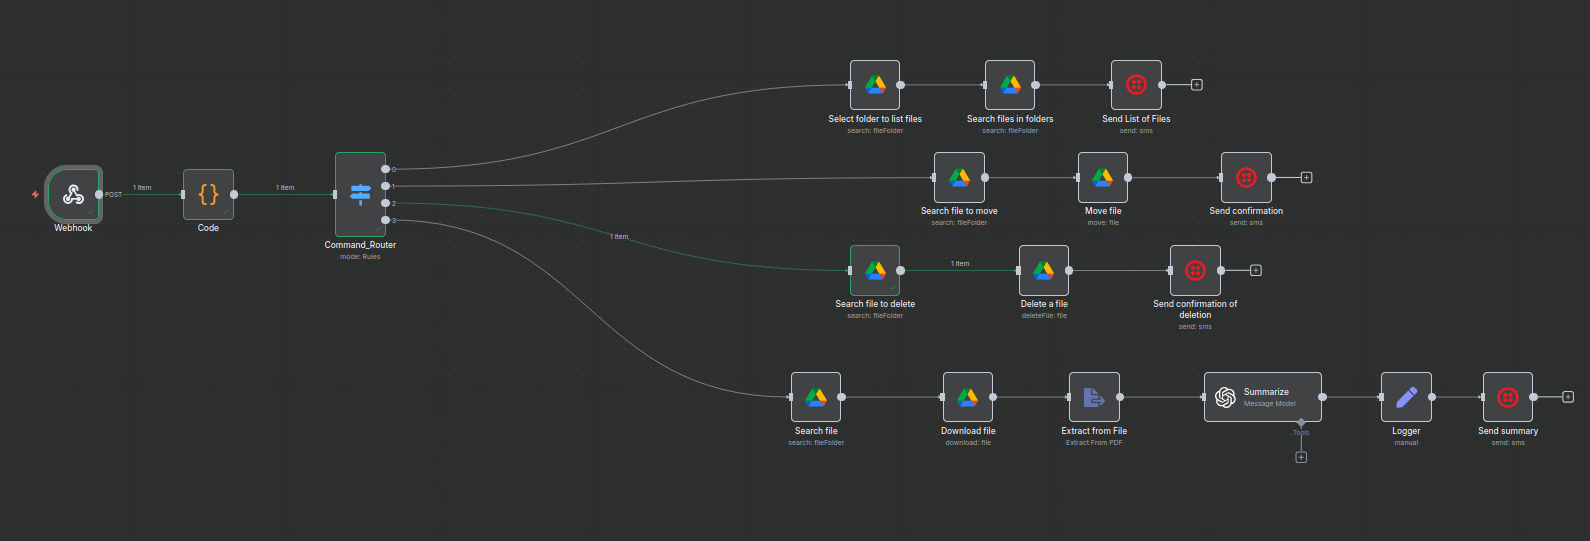 Select folder to list files
search: fileFolder
Search files in folders
search: fileFolder
Send List of Files
send: sms
POST
1 item
1 item
Webhook
Code
0
1
2
3
Command_Router
mode: Rules
Search file to move
search: fileFolder
Move file
move: file
Send confirmation
send: sms
1 item
1 item
Search file to delete
search: fileFolder
Delete a file
deleteFile: file
Send confirmation of
deletion
send: sms
Search file
search: fileFolder
Download file
download: file
Extract from File
Extract From PDF
Summarize
Message Model
Tools
Logger
manual
Send summary
send: sms